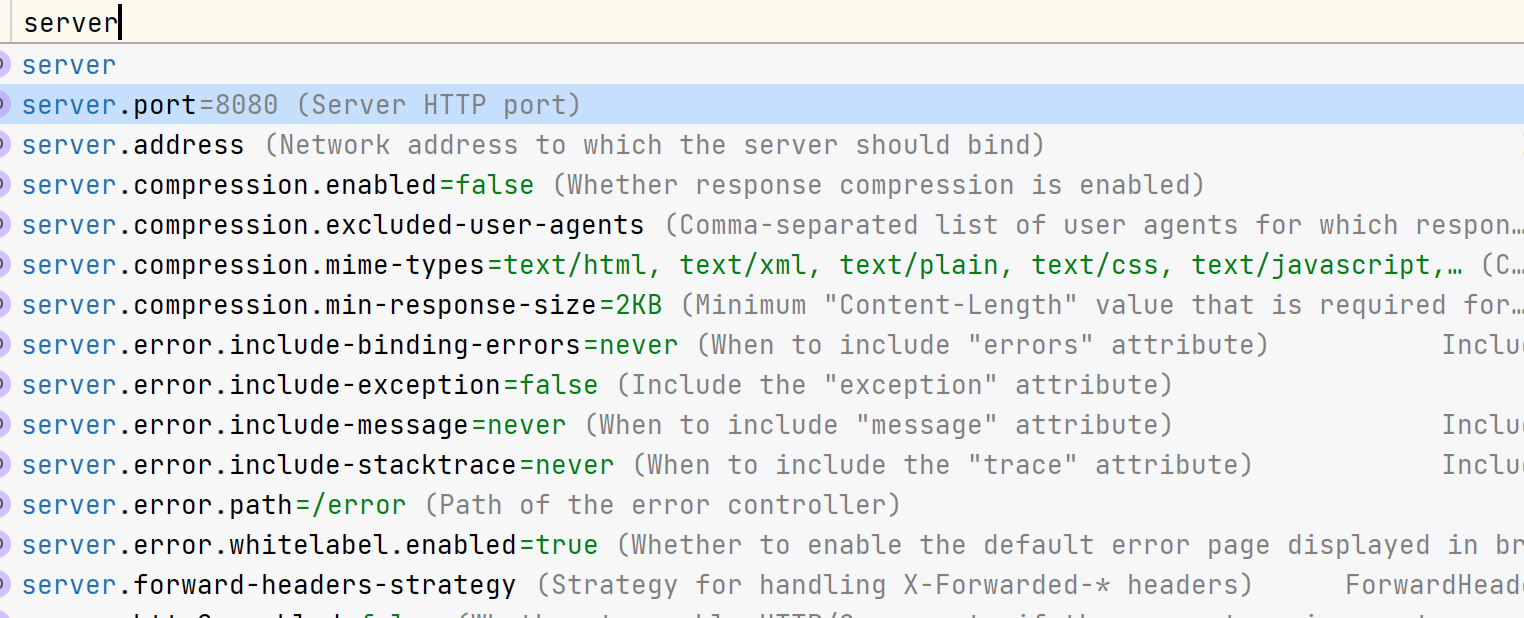 server
server
server.port=8080 (Server HTTP port)
server.address (Network address to which the server should bind)
server.compression.enabled=false (Whether response compression is enabled)
server.compression.excluded-user-agents (Comma-separated list of user agents for which respon…
server.compression.mime-types=text/html, text/xml, text/plain, text/css, text/javascript,… (C…
server.compression.min-response-size=2KB (Minimum "Content-Length" value that is required for…
server.error.include-binding-errors=never (When to include "errors" attribute) Includ
server.error.include-exception=false (Include the "exception" attribute)
server.error.include-message=never (When to include "message" attribute) Includ
server.error.include-stacktrace=never (When to include the "trace" attribute) Includ
server.error.path=/error (Path of the error controller)
server.error.whitelabel.enabled=true (Whether to enable the default error page displayed in br
server.forward-headers-strategy (Strategy for handling X-Forwarded-* headers) ForwardHead